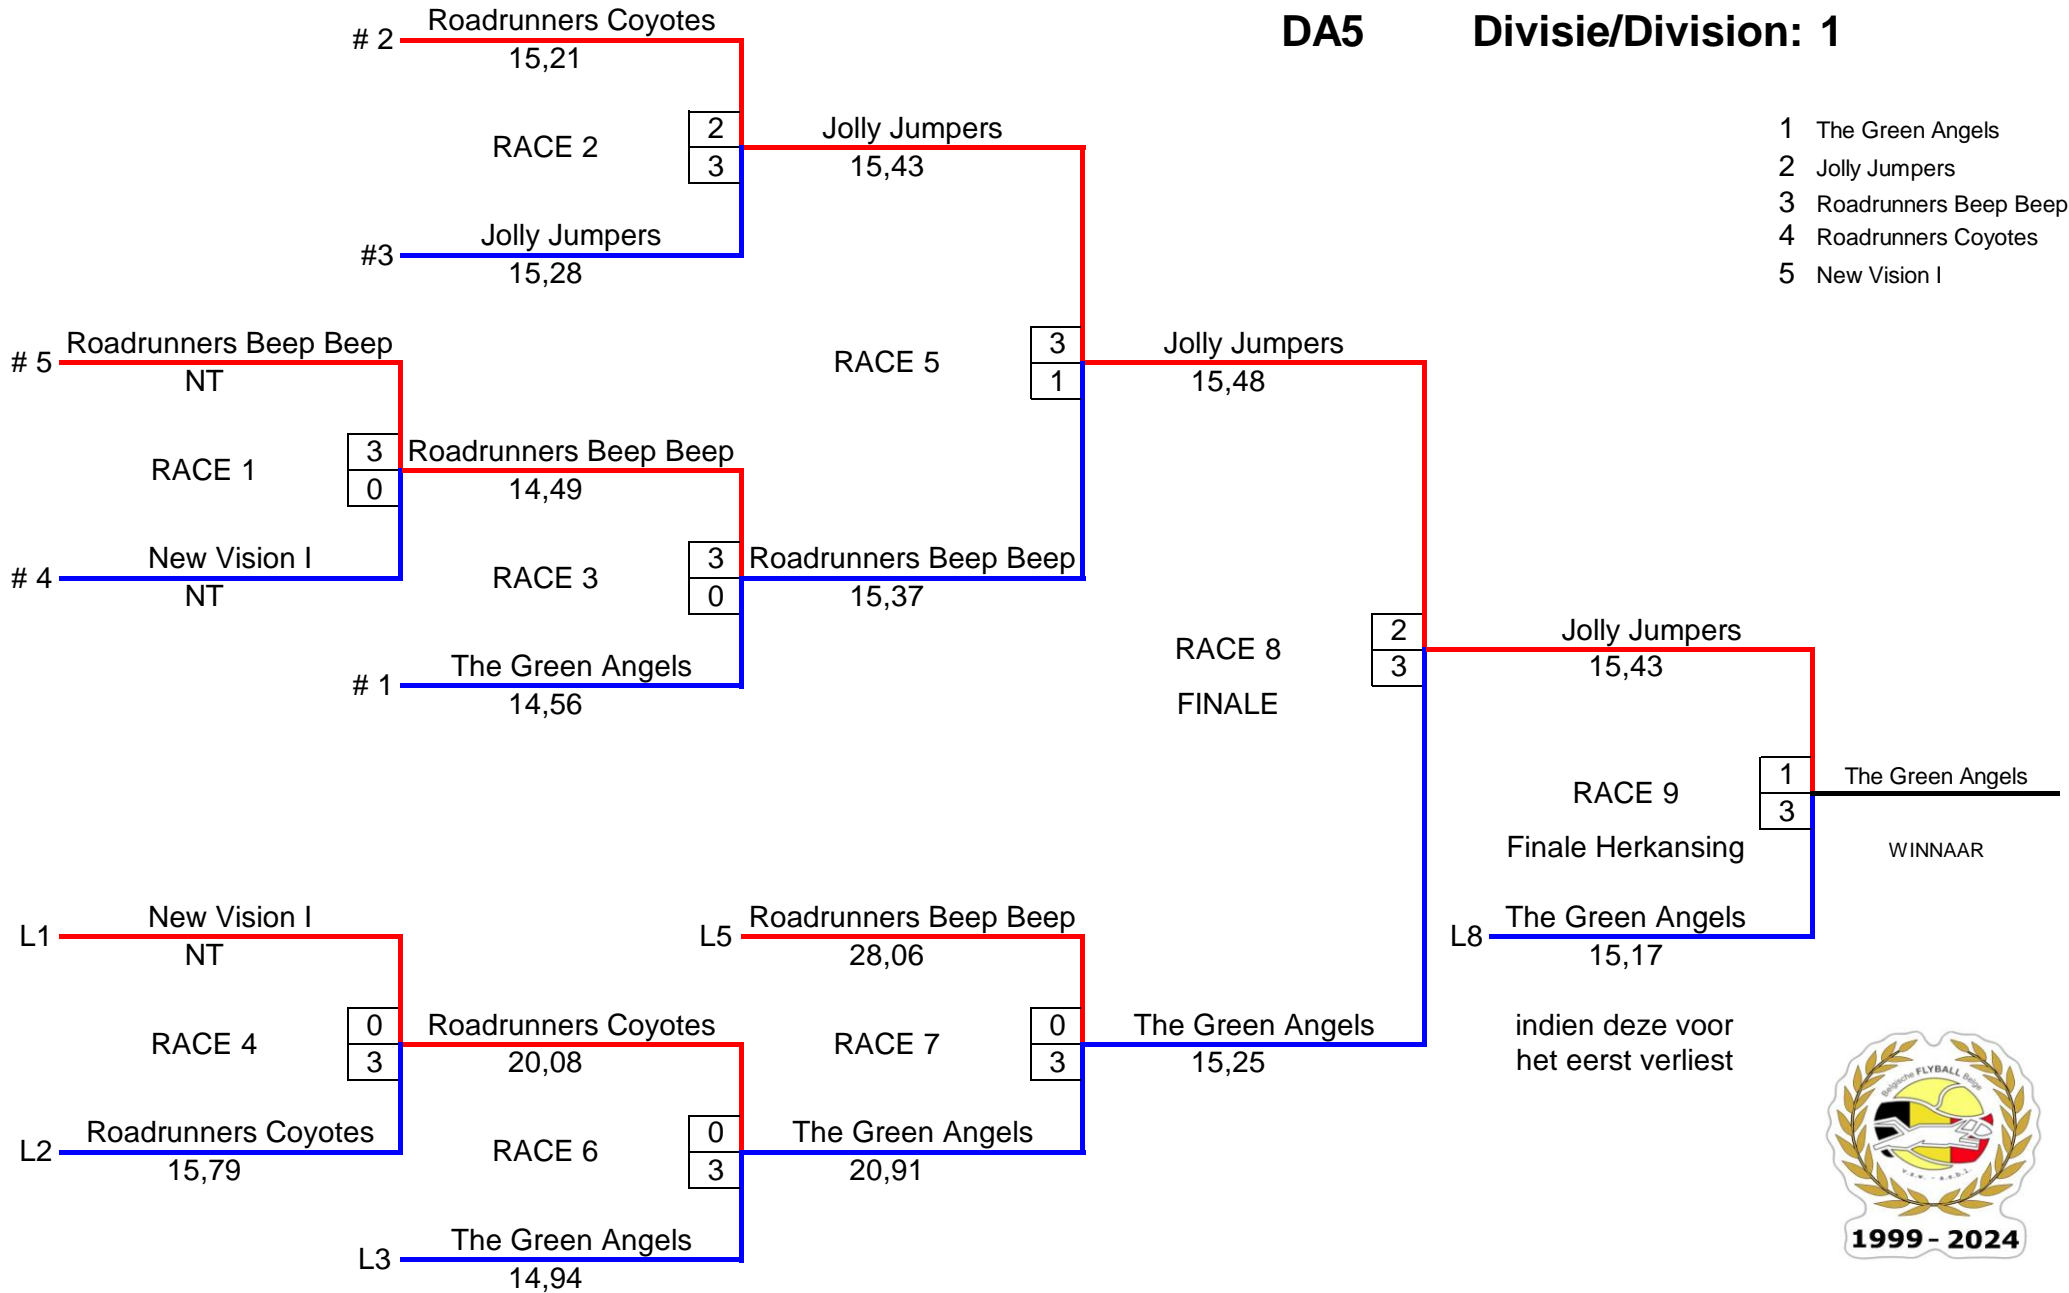 DA5 Divisie/Division: 1
# 2 Roadrunners Coyotes
15,21
RACE 2
2
3
#3 Jolly Jumpers
15,28
Jolly Jumpers
15,43
1 The Green Angels
2 Jolly Jumpers
3 Roadrunners Beep Beep
4 Roadrunners Coyotes
5 New Vision I
# 5 Roadrunners Beep Beep
NT
RACE 1
3
0
# 4 New Vision I
NT
Roadrunners Beep Beep
14,49
RACE 3
3
0
# 1 The Green Angels
14,56
Roadrunners Beep Beep
15,37
RACE 5
3
1
Jolly Jumpers
15,48
RACE 8
FINALE
2
3
Jolly Jumpers
15,43
RACE 9
Finale Herkansing
1
3
The Green Angels
WINNAAR
L8 The Green Angels
15,17
indien deze voor
het eerst verliest
L1 New Vision I
NT
RACE 4
0
3
L2 Roadrunners Coyotes
15,79
Roadrunners Coyotes
20,08
RACE 6
0
3
L3 The Green Angels
14,94
L5 Roadrunners Beep Beep
28,06
RACE 7
0
3
The Green Angels
20,91
The Green Angels
15,25
Belgische FLYBALL Belge
v.z.w. - a.s.b.l.
1999 - 2024